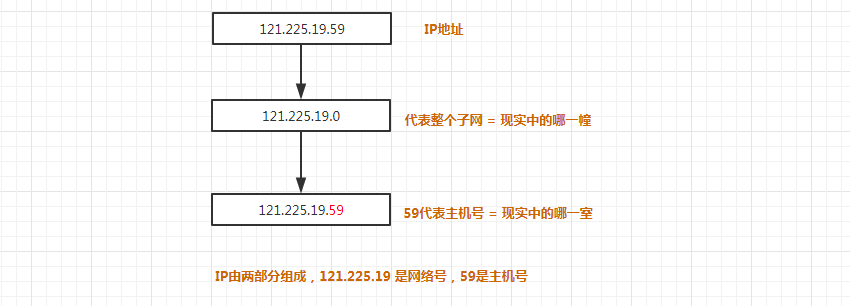 121.225.19.59 IP地址
121.225.19.0 代表整个子网 = 现实中的哪一幢
121.225.19.59 59代表主机号 = 现实中的哪一室
IP由两部分组成，121.225.19 是网络号，59是主机号